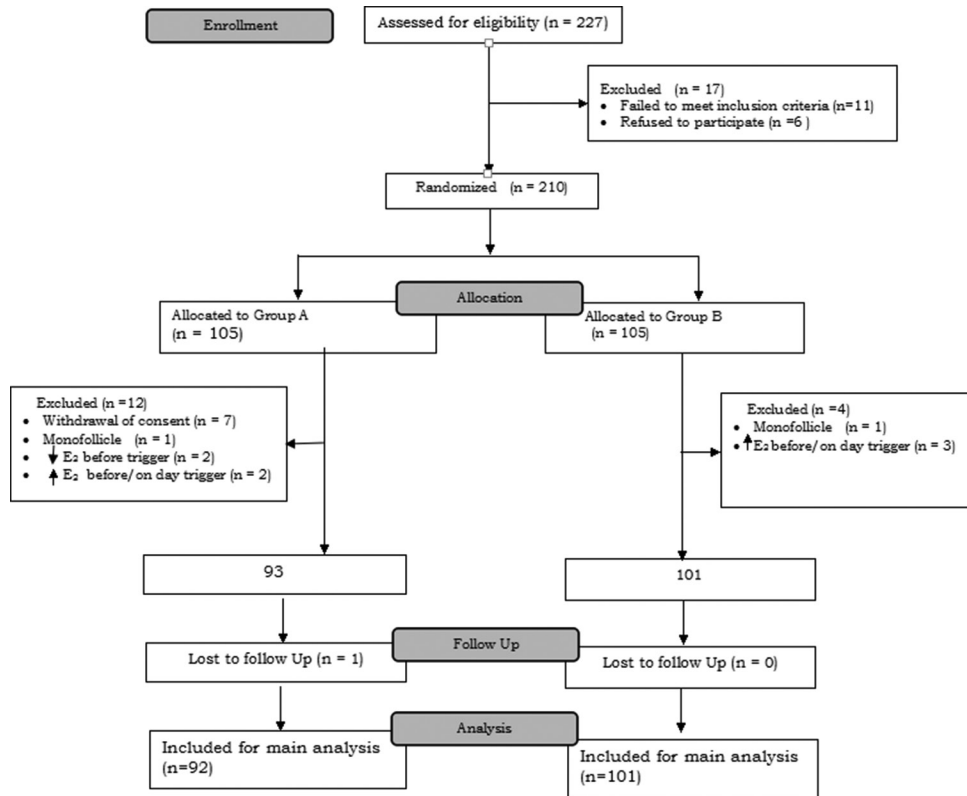 Enrollment
Assessed for eligibility (n = 227)
Excluded (n = 17)
• Failed to meet inclusion criteria (n=11)
• Refused to participate (n =6 )
Randomized (n = 210)
Allocation
Allocated to Group A
(n = 105)
Allocated to Group B
(n = 105)
Excluded (n =12)
• Withdrawal of consent (n = 7)
• Monofollicle (n = 1)
• ↓ E₂ before trigger (n = 2)
• ↑ E₂ before/on day trigger (n = 2)
Excluded (n =4)
• Monofollicle (n = 1)
• ↑ E₂ before/on day trigger (n = 3)
93
101
Follow Up
Lost to follow Up (n = 1)
Lost to follow Up (n = 0)
Analysis
Included for main analysis
(n=92)
Included for main analysis
(n=101)